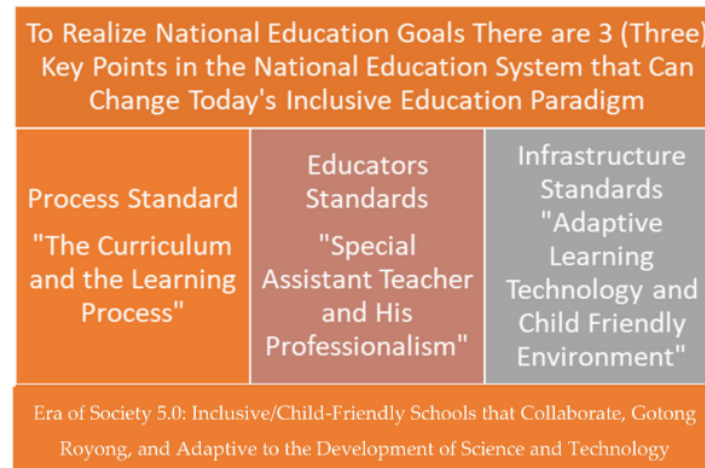 To Realize National Education Goals There are 3 (Three)
Key Points in the National Education System that Can
Change Today's Inclusive Education Paradigm
Process Standard
"The Curriculum
and the Learning
Process"
Educators
Standards
"Special
Assistant Teacher
and His
Professionalism"
Infrastructure
Standards
"Adaptive
Learning
Technology and
Child Friendly
Environment"
Era of Society 5.0: Inclusive/Child-Friendly Schools that Collaborate, Gotong
Royong, and Adaptive to the Development of Science and Technology